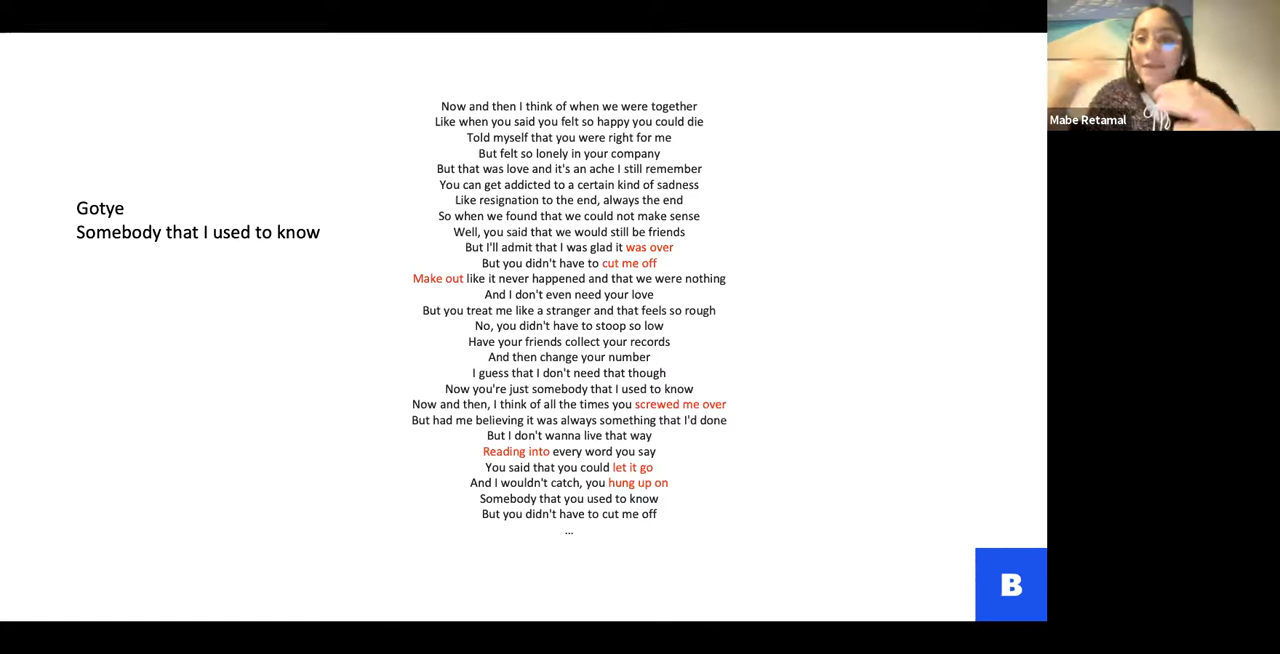 Gotye
Somebody that I used to know
Now and then I think of when we were together
Like when you said you felt so happy you could die
Told myself that you were right for me
But felt so lonely in your company
But that was love and it's an ache I still remember
You can get addicted to a certain kind of sadness
Like resignation to the end, always the end
So when we found that we could not make sense
Well, you said that we would still be friends
But I'll admit that I was glad it was over
But you didn't have to cut me off
Make out like it never happened and that we were nothing
And I don't even need your love
But you treat me like a stranger and that feels so rough
No, you didn't have to stoop so low
Have your friends collect your records
And then change your number
I guess that I don't need that though
Now you're just somebody that I used to know
Now and then, I think of all the times you screwed me over
But had me believing it was always something that I'd done
But I don't wanna live that way
Reading into every word you say
You said that you could let it go
And I wouldn't catch, you hung up on
Somebody that you used to know
But you didn't have to cut me off
...
Mabe Retamal
B